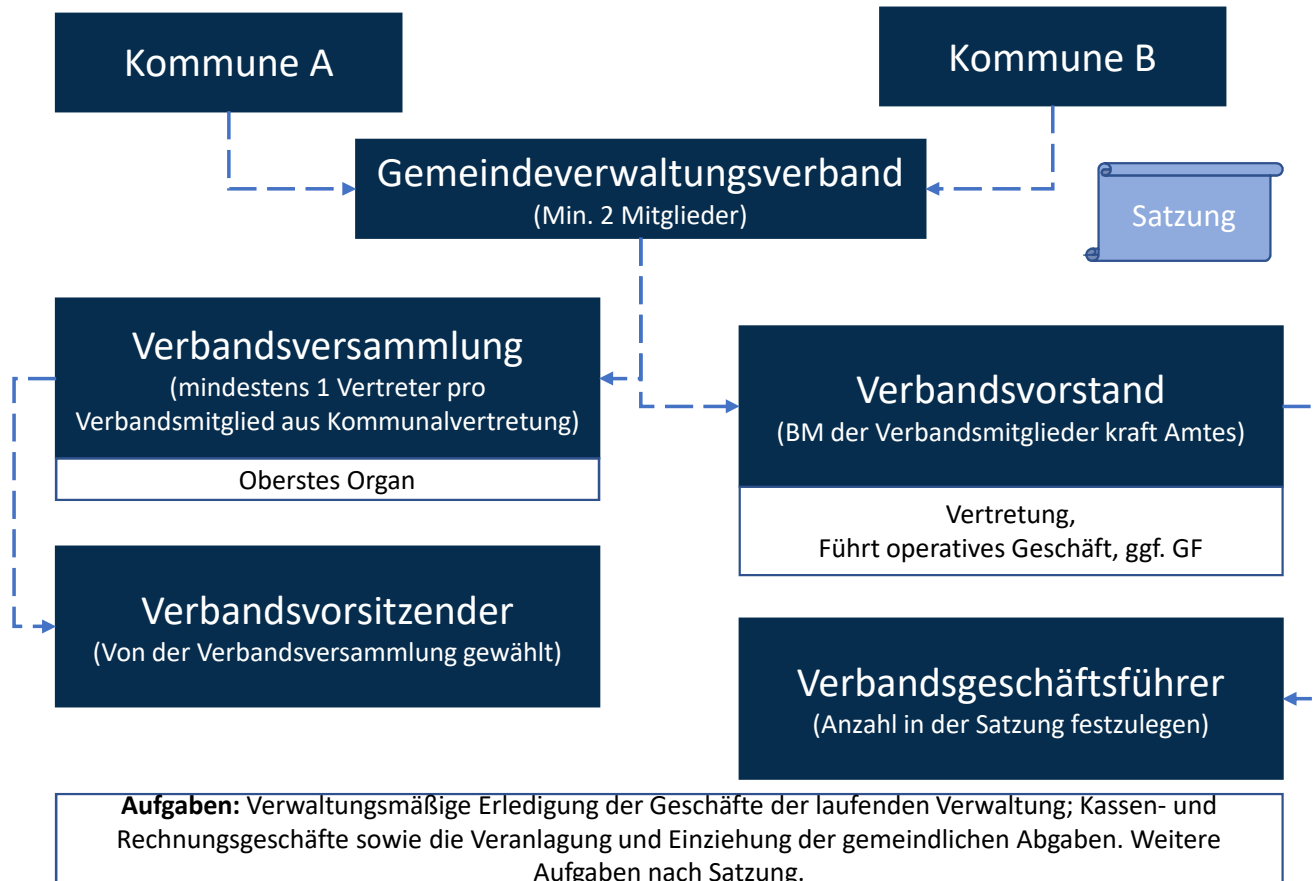 Kommune A
Kommune B
Gemeindeverwaltungsverband
(Min. 2 Mitglieder)
Satzung
Verbandsversammlung
(mindestens 1 Vertreter pro
Verbandsmitglied aus Kommunalvertretung)
Oberstes Organ
Verbandsvorstand
(BM der Verbandsmitglieder kraft Amtes)
Vertretung,
Führt operatives Geschäft, ggf. GF
Verbandsvorsitzender
(Von der Verbandsversammlung gewählt)
Verbandsgeschäftsführer
(Anzahl in der Satzung festzulegen)
Aufgaben: Verwaltungsmäßige Erledigung der Geschäfte der laufenden Verwaltung; Kassen- und
Rechnungsgeschäfte sowie die Veranlagung und Einziehung der gemeindlichen Abgaben. Weitere
Aufgaben nach Satzung.